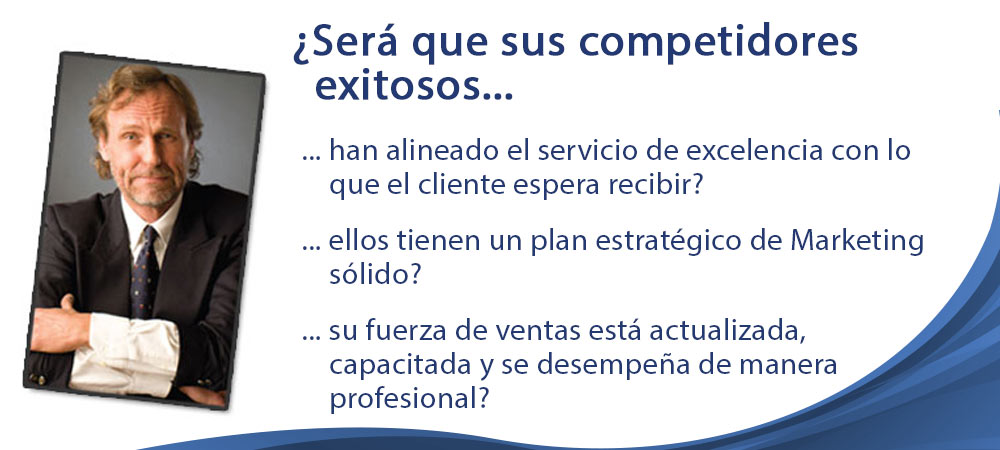 ¿Será que sus competidores
exitosos...
... han alineado el servicio de excelencia con lo
que el cliente espera recibir?
... ellos tienen un plan estratégico de Marketing
sólido?
... su fuerza de ventas está actualizada,
capacitada y se desempeña de manera
profesional?